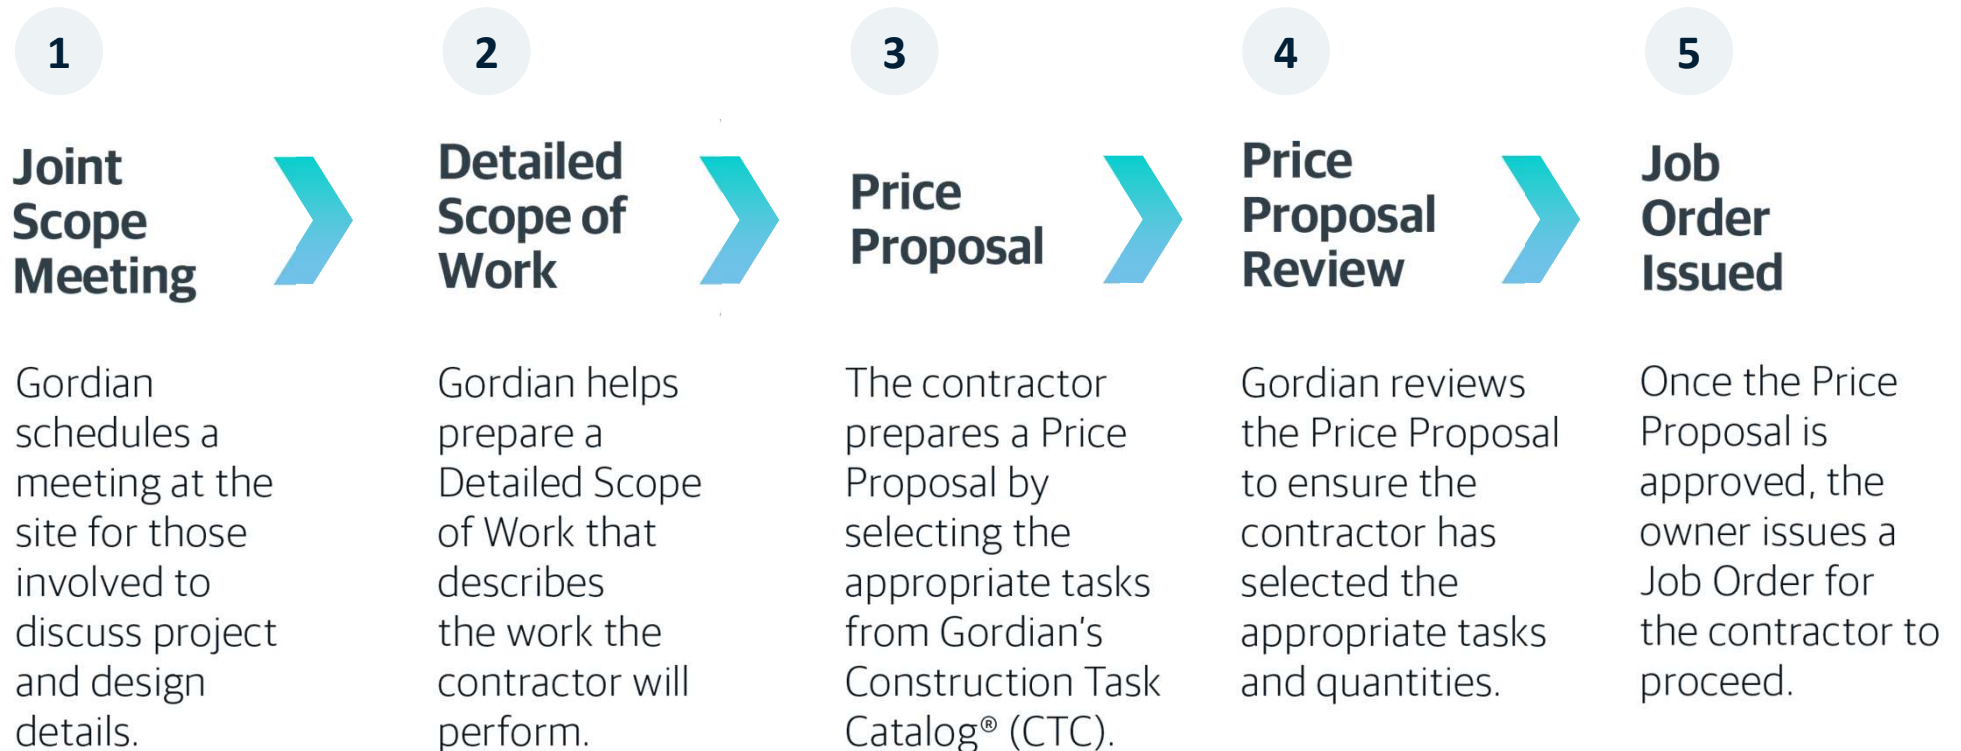 1
Joint
Scope
Meeting
Gordian
schedules a
meeting at the
site for those
involved to
discuss project
and design
details.
2
Detailed
Scope of
Work
Gordian helps
prepare a
Detailed Scope
of Work that
describes
the work the
contractor will
perform.
3
Price
Proposal
The contractor
prepares a Price
Proposal by
selecting the
appropriate tasks
from Gordian’s
Construction Task
Catalog® (CTC).
4
Price
Proposal
Review
Gordian reviews
the Price Proposal
to ensure the
contractor has
selected the
appropriate tasks
and quantities.
5
Job
Order
Issued
Once the Price
Proposal is
approved, the
owner issues a
Job Order for
the contractor to
proceed.